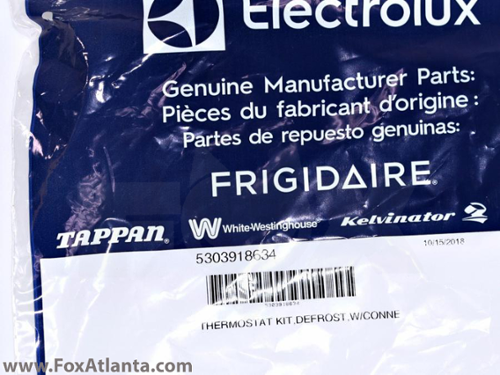 Electrolux
Genuine Manufacturer Parts:
Pièces du fabricant d'origine :
Partes de repuesto genuinas:
FRIGIDAIRE®
TAPPAN® White-Westinghouse® Kelvinator
5303918634 10/15/2018
5303918634
THERMOSTAT KIT,DEFROST,W/CONNE
www.FoxAtlanta.com